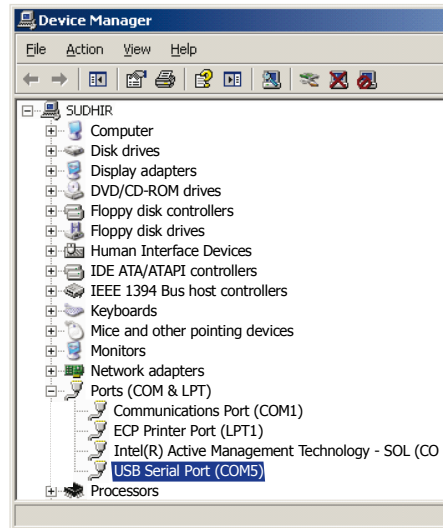 Device Manager
File Action View Help
SUDHIR
Computer
Disk drives
Display adapters
DVD/CD-ROM drives
Floppy disk controllers
Floppy disk drives
Human Interface Devices
IDE ATA/ATAPI controllers
IEEE 1394 Bus host controllers
Keyboards
Mice and other pointing devices
Monitors
Network adapters
Ports (COM & LPT)
Communications Port (COM1)
ECP Printer Port (LPT1)
Intel(R) Active Management Technology - SOL (CO
USB Serial Port (COM5)
Processors